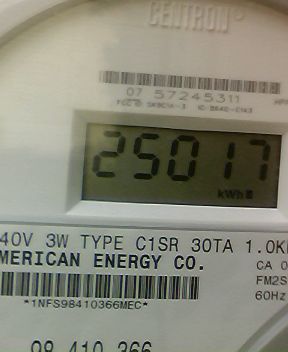 CENTRON®
07 57245311
25017
kWh
40V 3W TYPE C1SR 30TA 1.0K
MERICAN ENERGY CO.
CA 0
FM2S
60Hz
*1NFS98410366MEC*
98 410 366